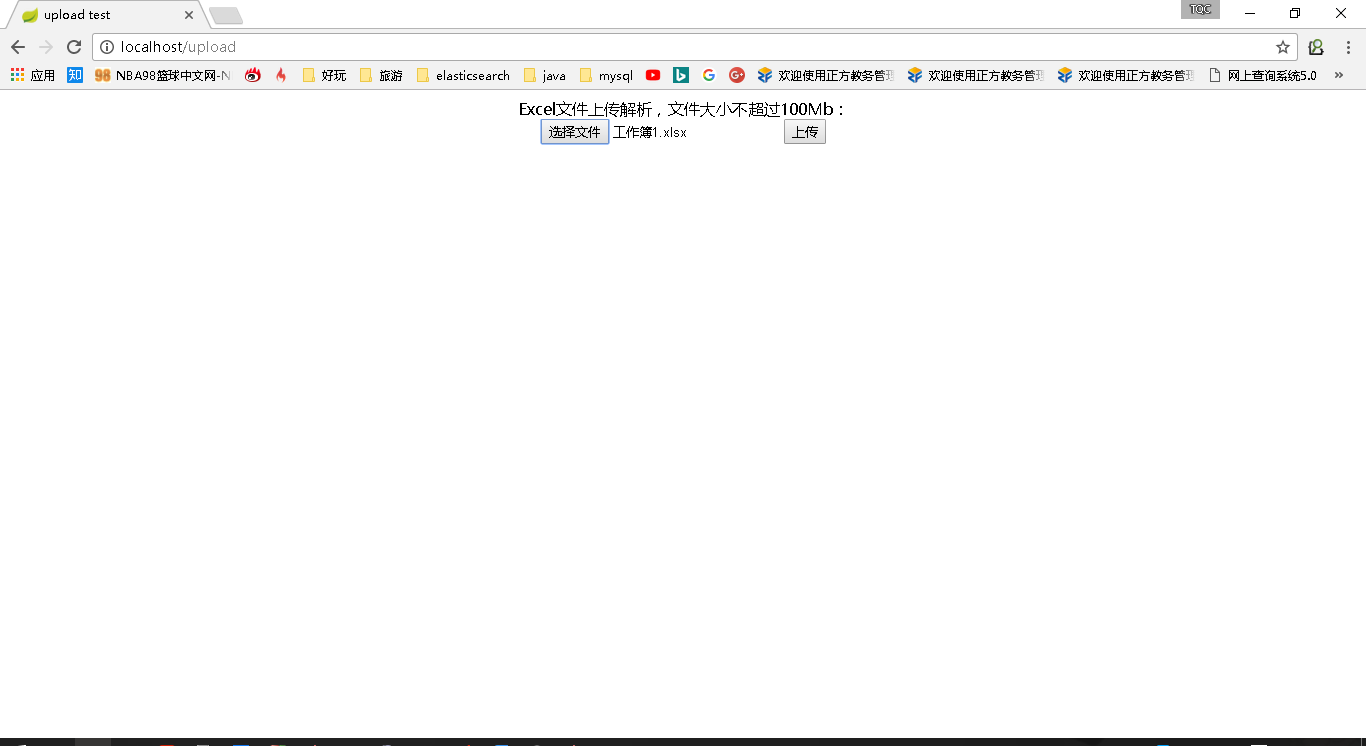 upload test
TQC
localhost/upload
应用 知 98 NBA98篮球中文网-N 好玩 旅游 elasticsearch java mysql 欢迎使用正方教务管理 欢迎使用正方教务管理 欢迎使用正方教务管理 网上查询系统5.0 »
Excel文件上传解析，文件大小不超过100Mb：
选择文件 工作簿1.xlsx 上传